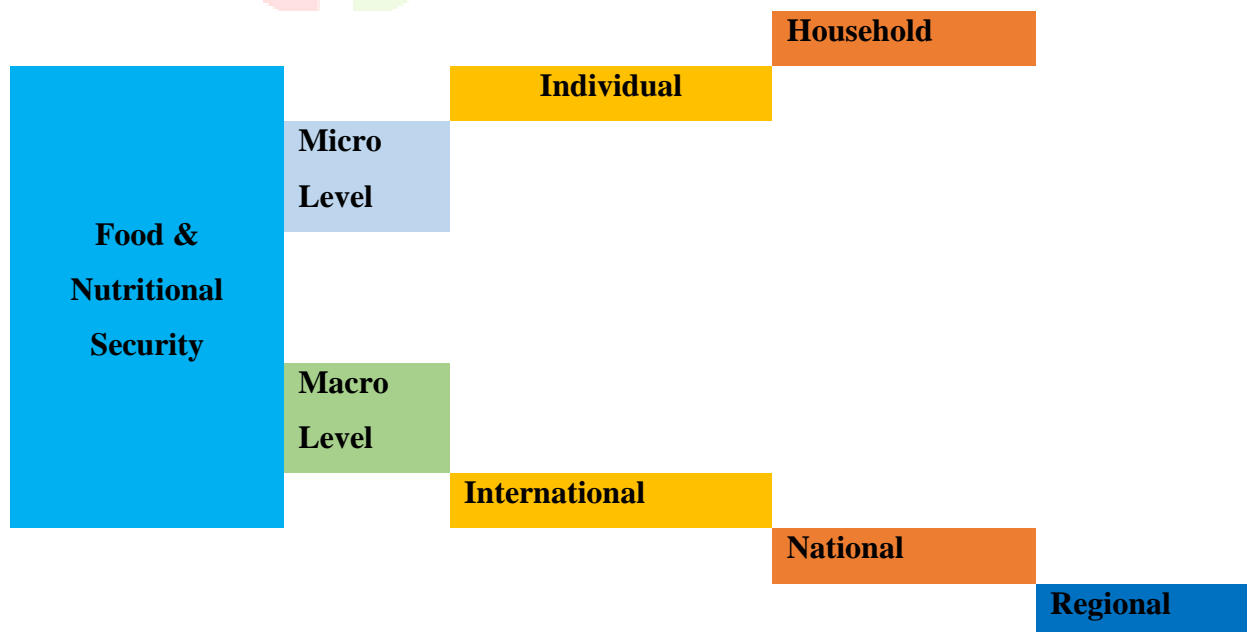 Household
Individual
Micro
Level
Food &
Nutritional
Security
Macro
Level
International
National
Regional